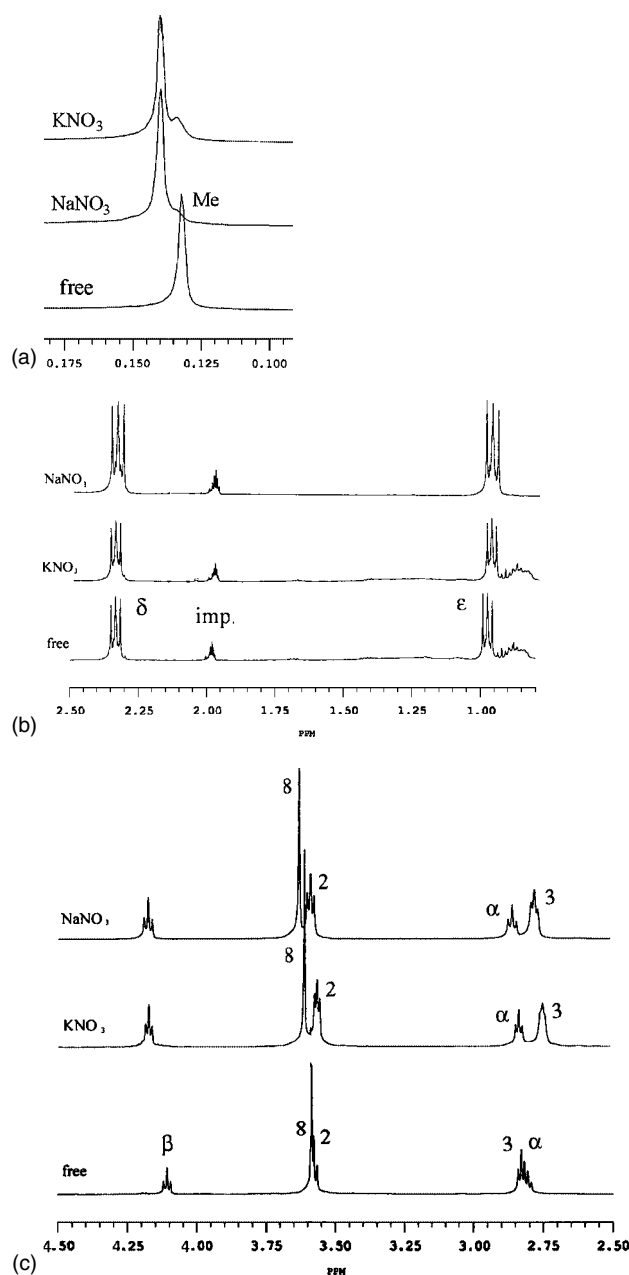 KNO₃
NaNO₃
Me
free
(a)
0.175 0.150 0.125 0.100
NaNO₃
KNO₃
δ imp. ε
free
2.50 2.25 2.00 1.75 1.50 1.25 1.00
(b)
PPM
8
2
α 3
NaNO₃
8
2
α 3
KNO₃
β 8 2 3 α
free
4.50 4.25 4.00 3.75 3.50 3.25 3.00 2.75 2.50
(c)
PPM